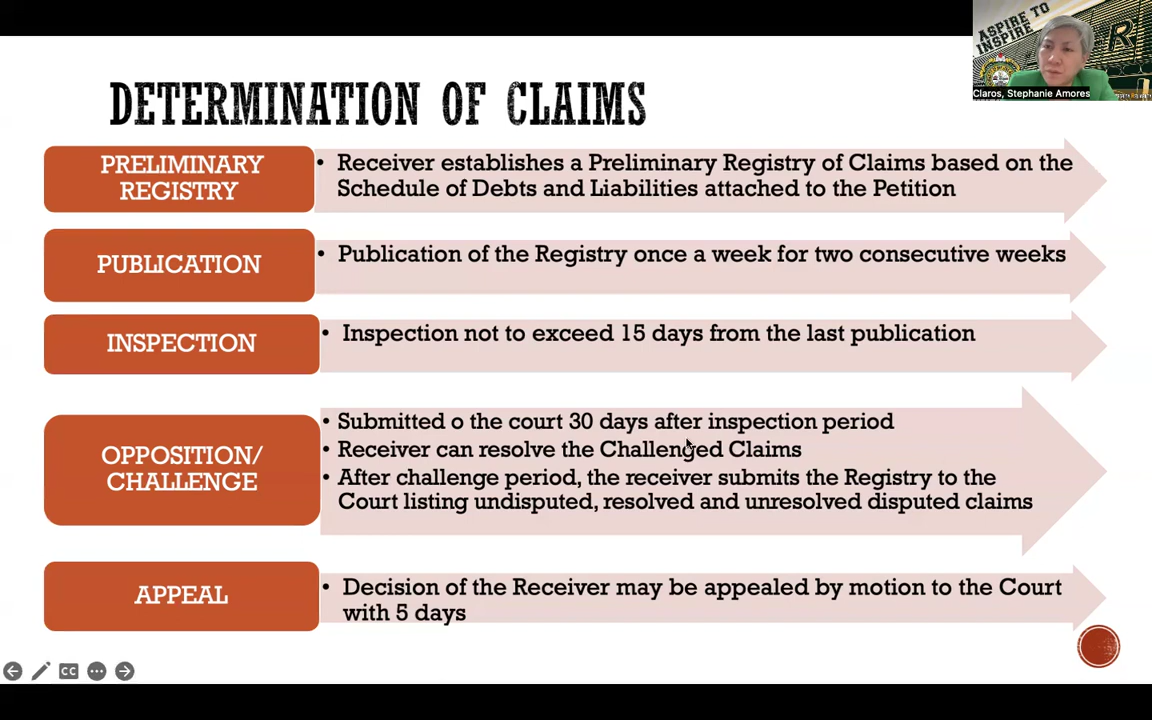 ASPIRE TO
INSPIRE
R
Claros, Stephanie Amores
DETERMINATION OF CLAIMS
PRELIMINARY
REGISTRY
• Receiver establishes a Preliminary Registry of Claims based on the
Schedule of Debts and Liabilities attached to the Petition
PUBLICATION
• Publication of the Registry once a week for two consecutive weeks
INSPECTION
• Inspection not to exceed 15 days from the last publication
OPPOSITION/
CHALLENGE
• Submitted o the court 30 days after inspection period
• Receiver can resolve the Challenged Claims
• After challenge period, the receiver submits the Registry to the
Court listing undisputed, resolved and unresolved disputed claims
APPEAL
• Decision of the Receiver may be appealed by motion to the Court
with 5 days
CC